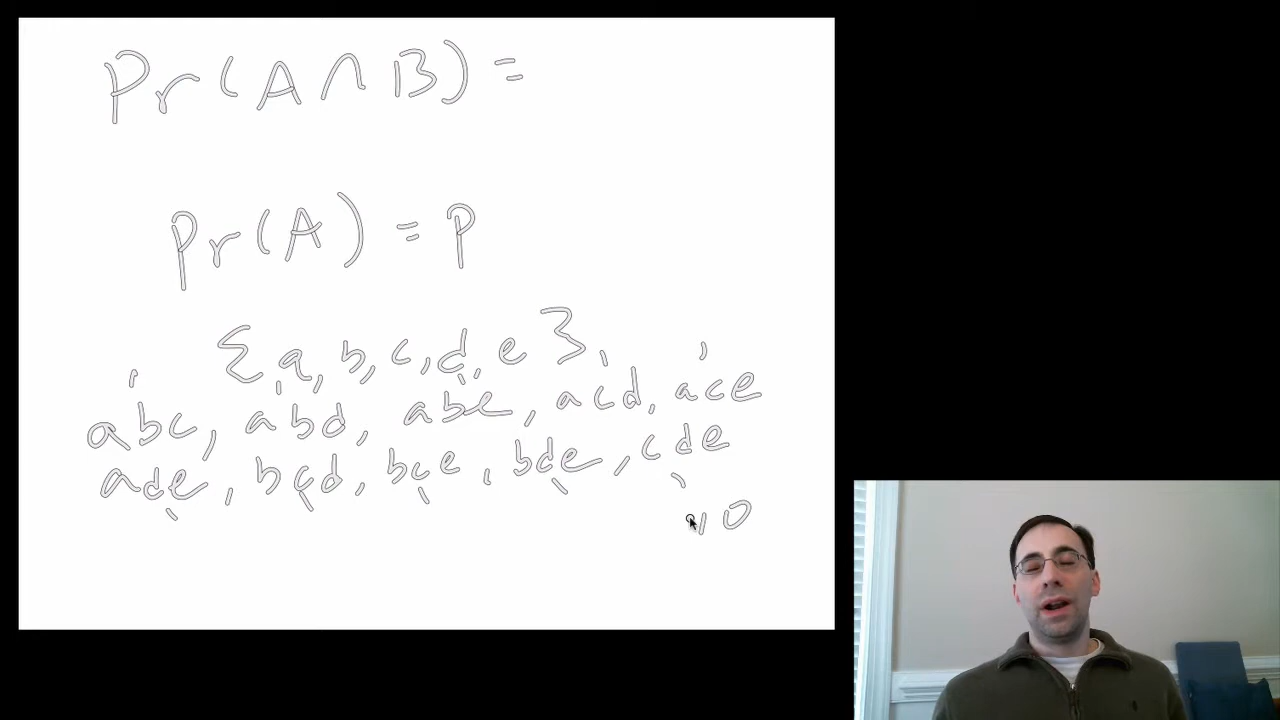 Pr(A∩B) =
Pr(A) = P
{a, b, c, d, e}
abc, abd, abe, acd, ace
ade, bcd, bce, bde, cde
10